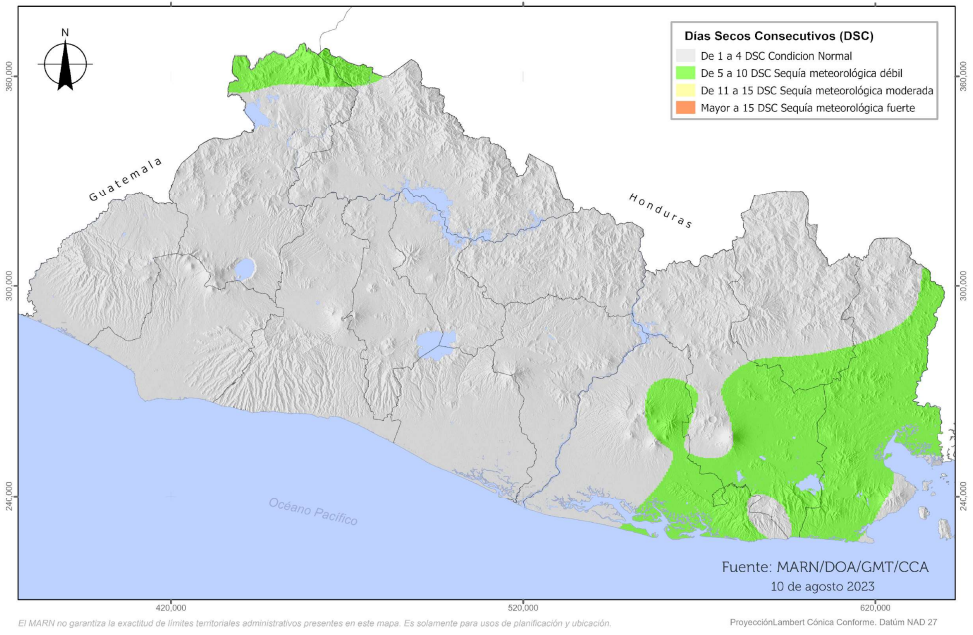 N
Días Secos Consecutivos (DSC)
De 1 a 4 DSC Condicion Normal
De 5 a 10 DSC Sequía meteorológica débil
De 11 a 15 DSC Sequía meteorológica moderada
Mayor a 15 DSC Sequía meteorológica fuerte
360,000
360,000
Guatemala
Honduras
300,000
300,000
240,000
240,000
Océano Pacífico
Fuente: MARN/DOA/GMT/CCA
10 de agosto 2023
420,000
520,000
620,000
El MARN no garantiza la exactitud de límites territoriales administrativos presentes en este mapa. Es solamente para usos de planificación y ubicación.
ProyecciónLambert Cónica Conforme. Datúm NAD 27